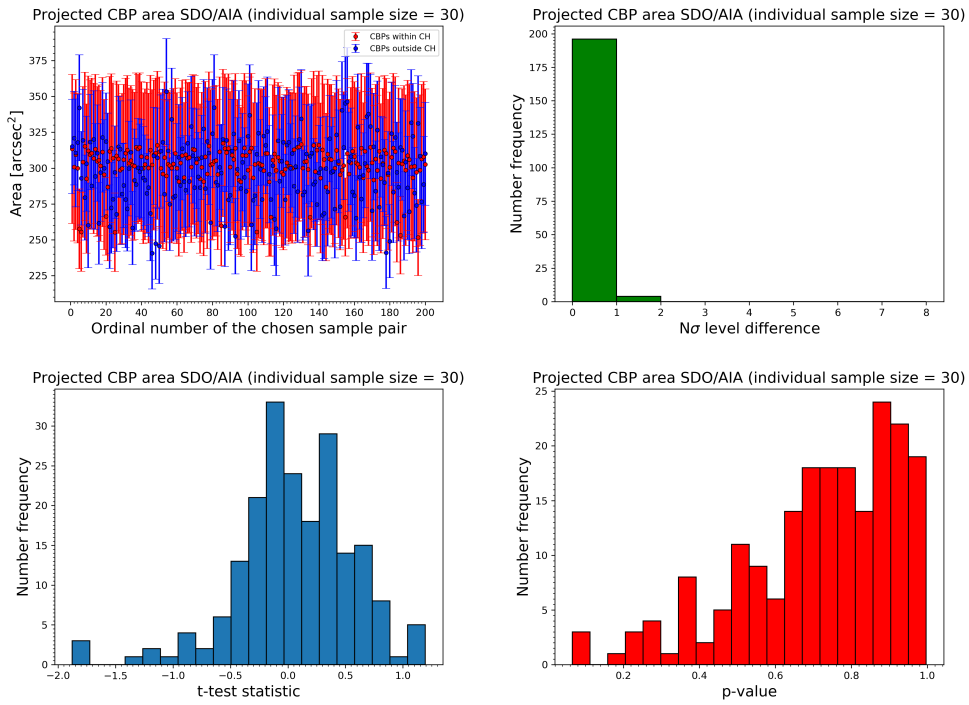 Projected CBP area SDO/AIA (individual sample size = 30)
CBPs within CH
CBPs outside CH
Area [arcsec²]
375
350
325
300
275
250
225
0 20 40 60 80 100 120 140 160 180 200
Ordinal number of the chosen sample pair
Projected CBP area SDO/AIA (individual sample size = 30)
Number frequency
200
175
150
125
100
75
50
25
0
0 1 2 3 4 5 6 7 8
Nσ level difference
Projected CBP area SDO/AIA (individual sample size = 30)
Number frequency
30
25
20
15
10
5
0
−2.0 −1.5 −1.0 −0.5 0.0 0.5 1.0
t-test statistic
Projected CBP area SDO/AIA (individual sample size = 30)
Number frequency
25
20
15
10
5
0
0.2 0.4 0.6 0.8 1.0
p-value